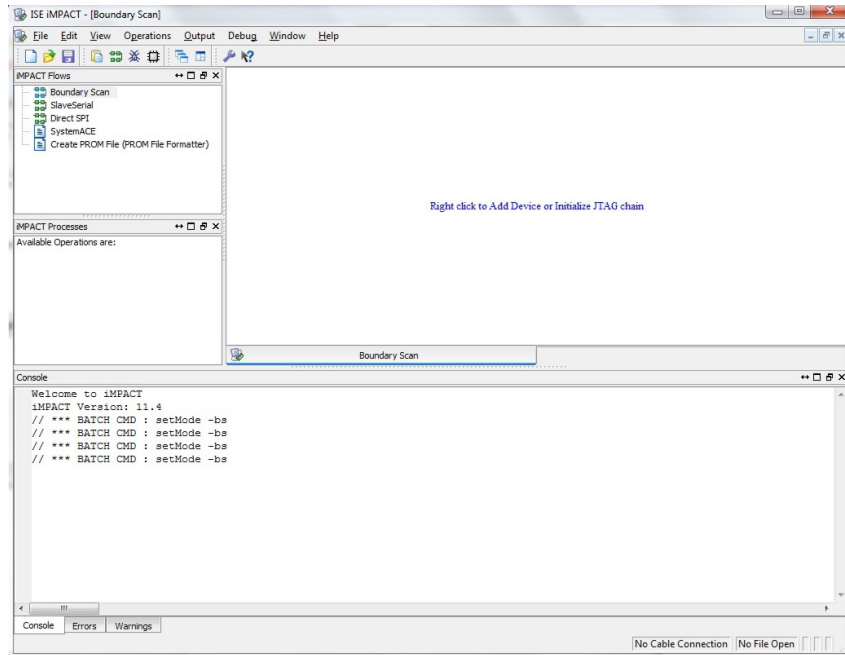 ISE iMPACT - [Boundary Scan]
File Edit View Operations Output Debug Window Help
iMPACT Flows
Boundary Scan
SlaveSerial
Direct SPI
SystemACE
Create PROM File (PROM File Formatter)
Right click to Add Device or Initialize JTAG chain
iMPACT Processes
Available Operations are:
Boundary Scan
Console
Welcome to iMPACT
iMPACT Version: 11.4
// *** BATCH CMD : setMode -bs
// *** BATCH CMD : setMode -bs
// *** BATCH CMD : setMode -bs
// *** BATCH CMD : setMode -bs
Console Errors Warnings
No Cable Connection No File Open